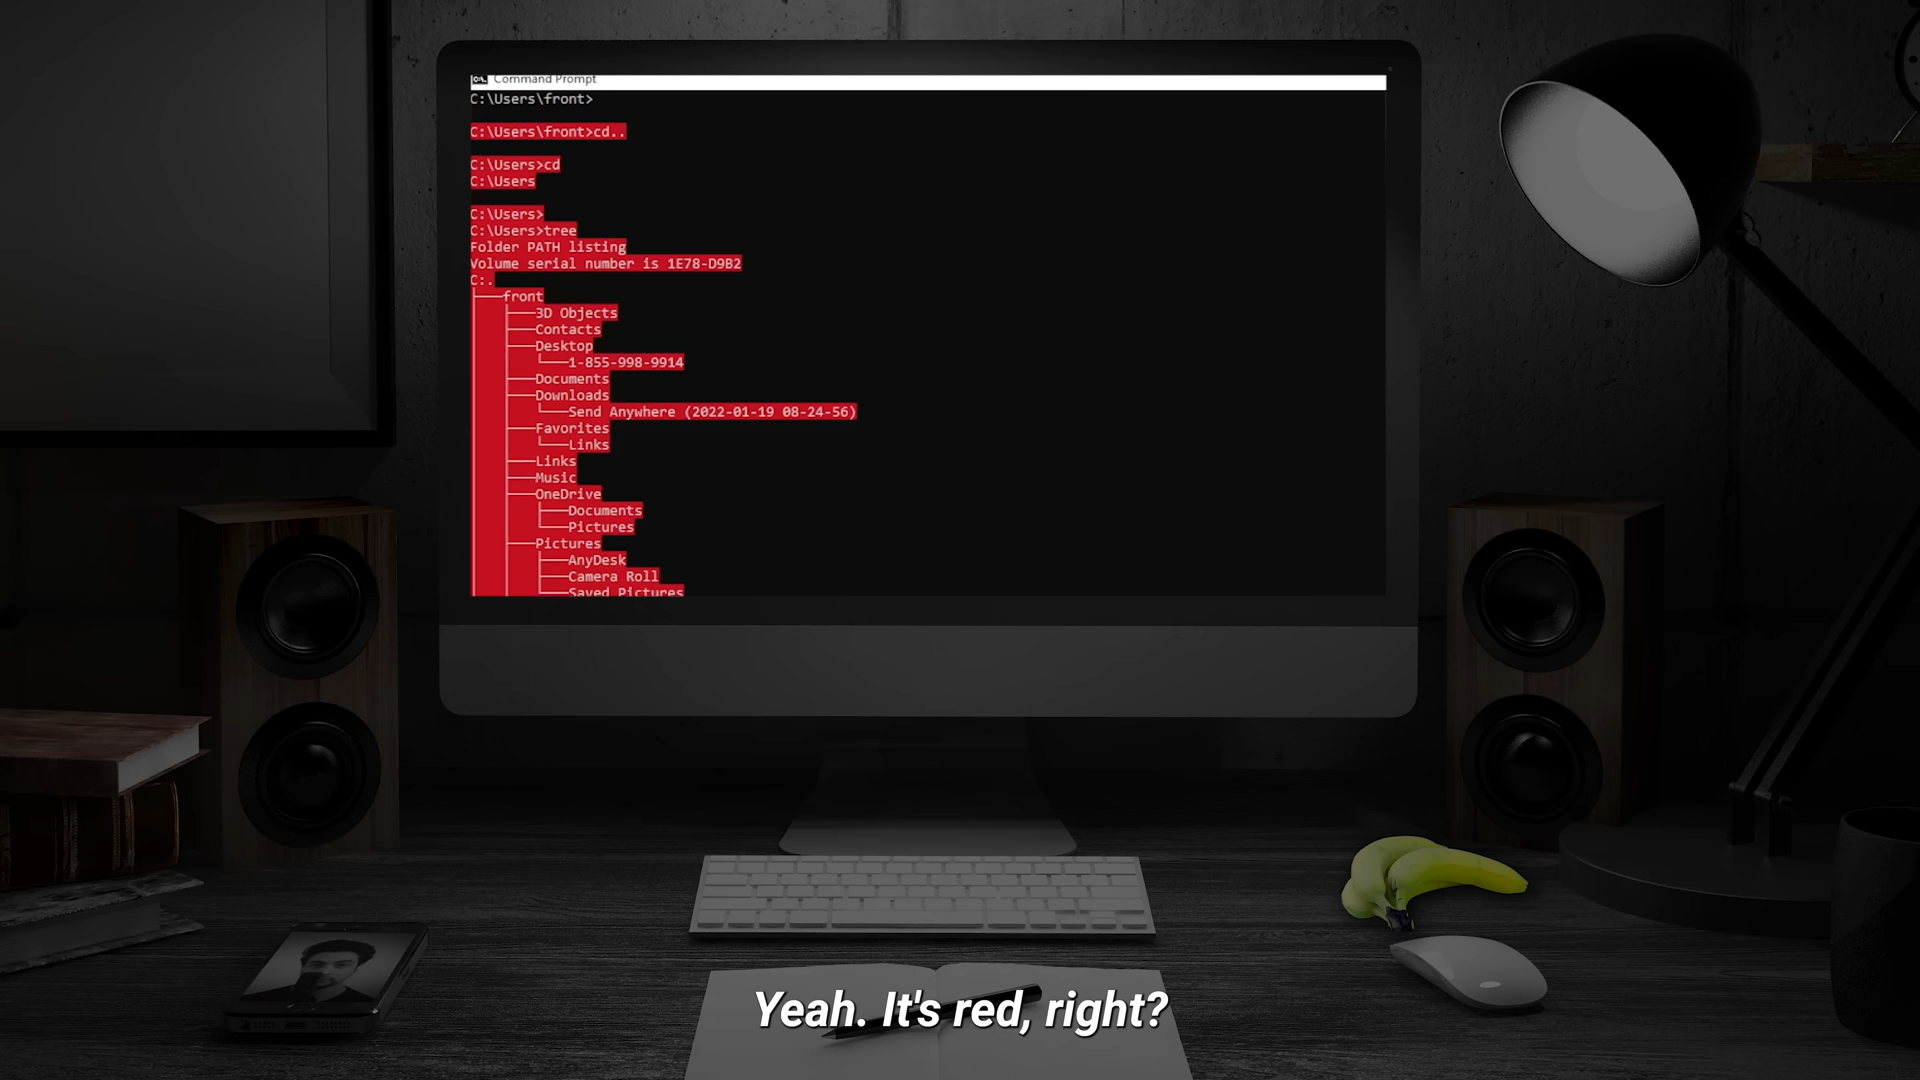 Command Prompt
C:\Users\front>
C:\Users\front>cd..
C:\Users>cd
C:\Users
C:\Users>
C:\Users>tree
Folder PATH listing
Volume serial number is 1E78-D9B2
C:.
front
3D Objects
Contacts
Desktop
1-855-998-9914
Documents
Downloads
Send Anywhere (2022-01-19 08-24-56)
Favorites
Links
Links
Music
OneDrive
Documents
Pictures
Pictures
AnyDesk
Camera Roll
Saved Pictures
Yeah. It's red, right?